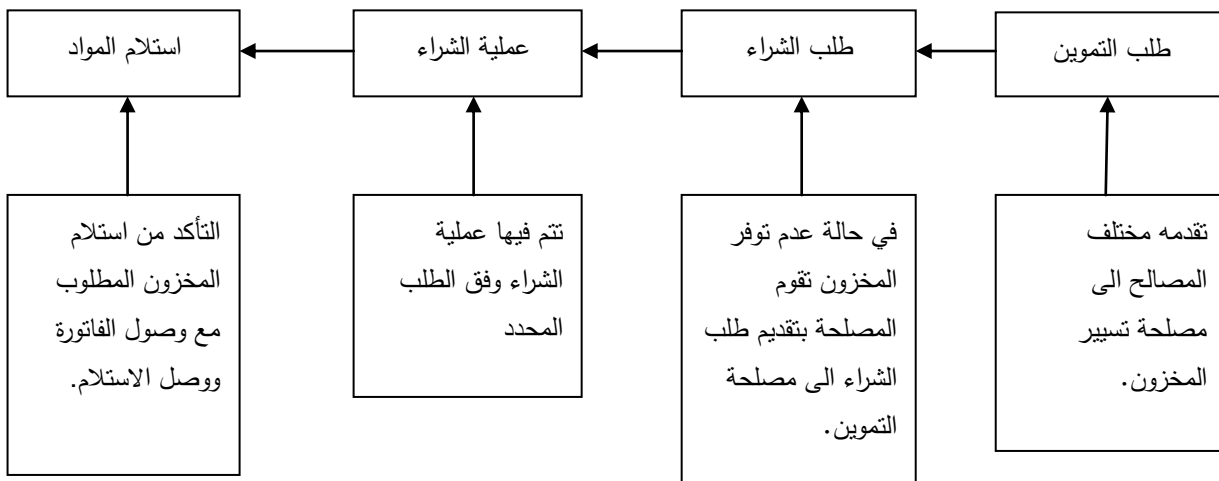 طلب التموين
طلب الشراء
عملية الشراء
استلام المواد
تقدمه مختلف
المصالح الى
مصلحة تسيير
المخزون.
في حالة عدم توفر
المخزون تقوم
المصلحة بتقديم طلب
الشراء الى مصلحة
التموين.
تتم فيها عملية
الشراء وفق الطلب
المحدد
التأكد من استلام
المخزون المطلوب
مع وصول الفاتورة
ووصل الاستلام.